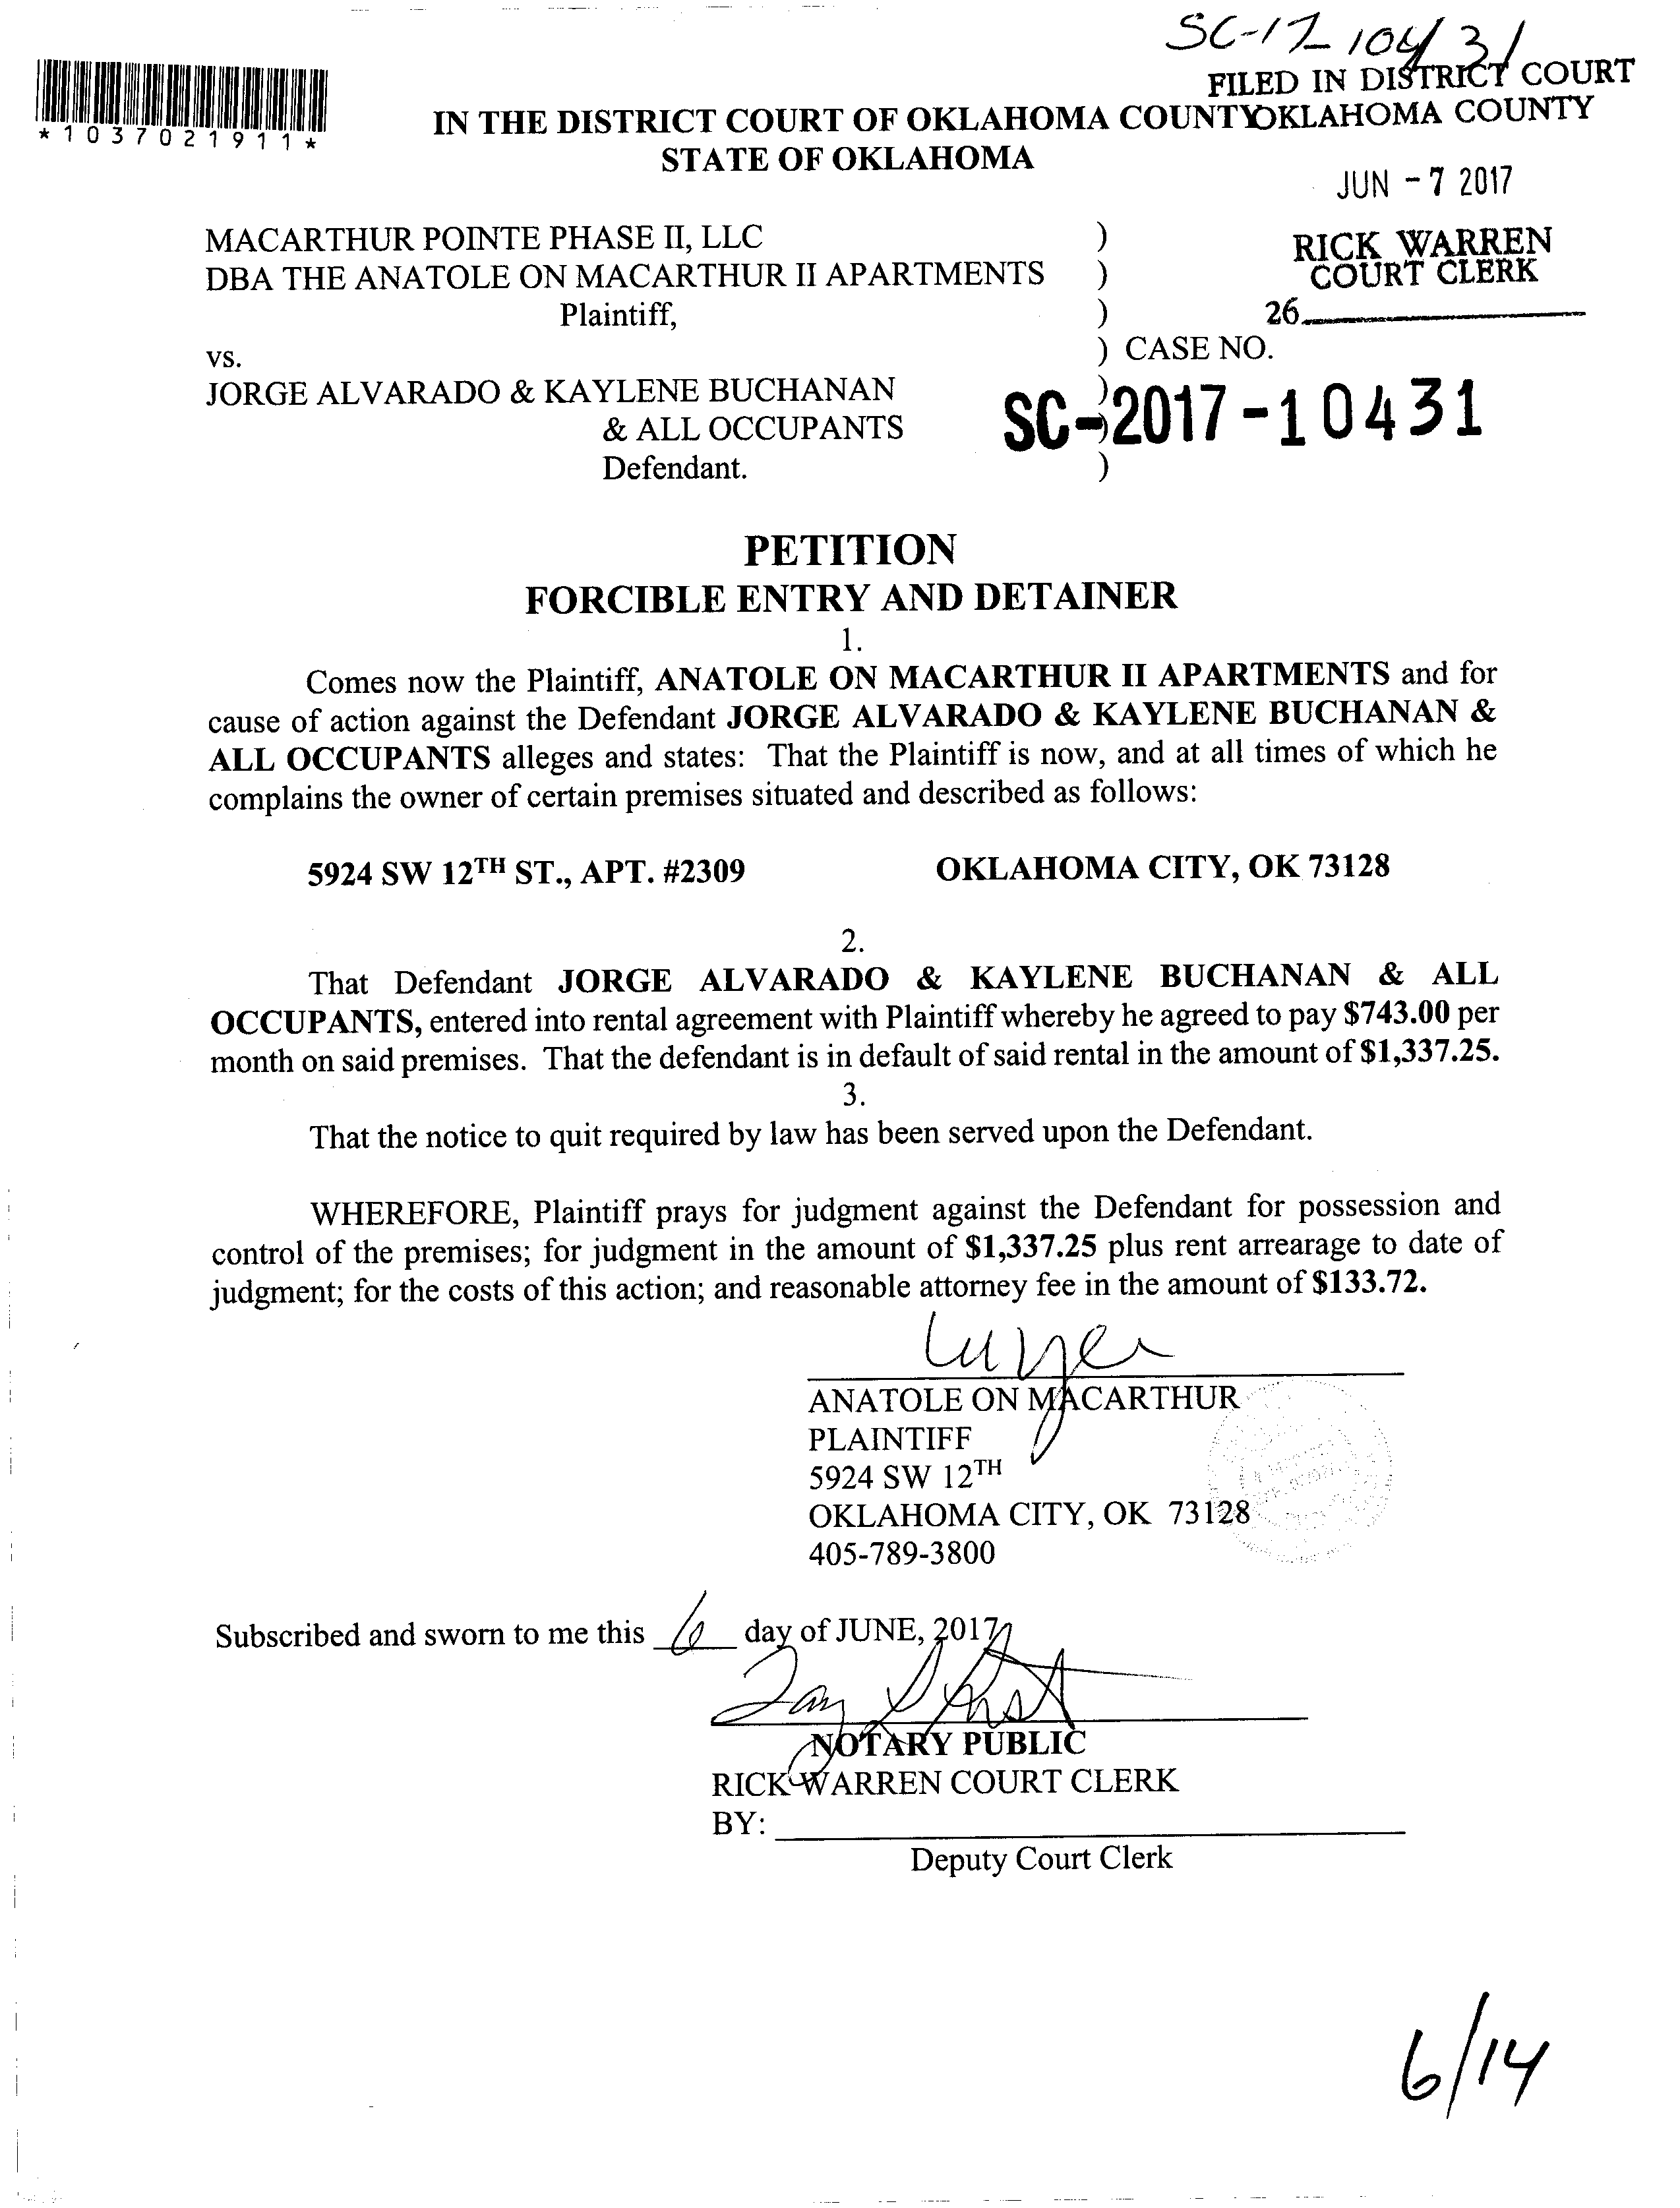 SC-17-10431
FILED IN DISTRICT COURT
OKLAHOMA COUNTY
*1037021911*
IN THE DISTRICT COURT OF OKLAHOMA COUNTY
STATE OF OKLAHOMA
JUN -7 2017
RICK WARREN
COURT CLERK
26
MACARTHUR POINTE PHASE II, LLC )
DBA THE ANATOLE ON MACARTHUR II APARTMENTS )
Plaintiff, )
vs. ) CASE NO.
JORGE ALVARADO & KAYLENE BUCHANAN )
& ALL OCCUPANTS ) SC-2017-10431
Defendant. )
PETITION
FORCIBLE ENTRY AND DETAINER
1.
Comes now the Plaintiff, ANATOLE ON MACARTHUR II APARTMENTS and for
cause of action against the Defendant JORGE ALVARADO & KAYLENE BUCHANAN &
ALL OCCUPANTS alleges and states: That the Plaintiff is now, and at all times of which he
complains the owner of certain premises situated and described as follows:
5924 SW 12TH ST., APT. #2309 OKLAHOMA CITY, OK 73128
2.
That Defendant JORGE ALVARADO & KAYLENE BUCHANAN & ALL
OCCUPANTS, entered into rental agreement with Plaintiff whereby he agreed to pay $743.00 per
month on said premises. That the defendant is in default of said rental in the amount of $1,337.25.
3.
That the notice to quit required by law has been served upon the Defendant.
WHEREFORE, Plaintiff prays for judgment against the Defendant for possession and
control of the premises; for judgment in the amount of $1,337.25 plus rent arrearage to date of
judgment; for the costs of this action; and reasonable attorney fee in the amount of $133.72.
ANATOLE ON MACARTHUR
PLAINTIFF
5924 SW 12TH
OKLAHOMA CITY, OK 73128
405-789-3800
Subscribed and sworn to me this 6 day of JUNE, 2017
NOTARY PUBLIC
RICK WARREN COURT CLERK
BY:
Deputy Court Clerk
6/14